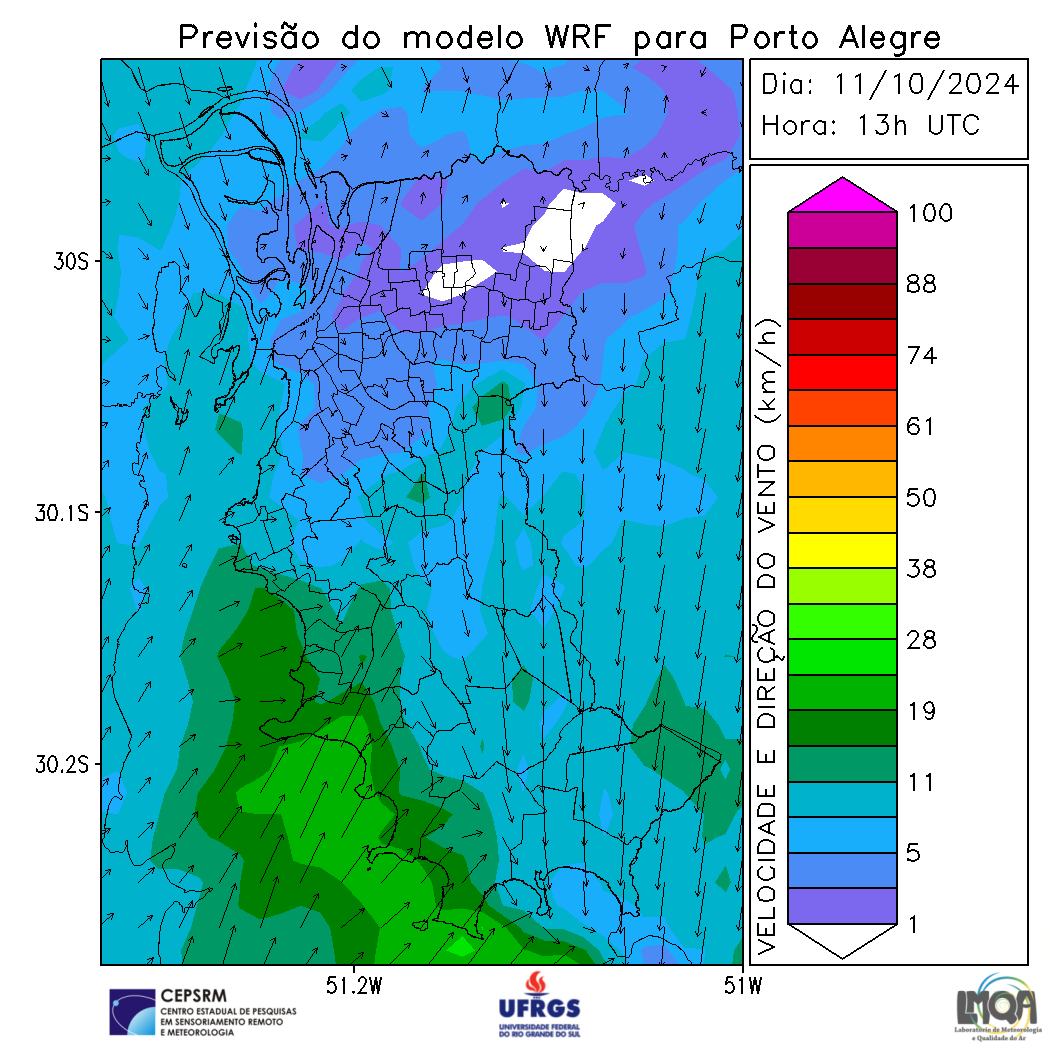 Previsão do modelo WRF para Porto Alegre
Dia: 11/10/2024
Hora: 13h UTC
30S
30.1S
30.2S
51.2W
51W
VELOCIDADE E DIREÇÃO DO VENTO (km/h)
100
88
74
61
50
38
28
19
11
5
1
CEPSRM
CENTRO ESTADUAL DE PESQUISAS
EM SENSORIAMENTO REMOTO
E METEOROLOGIA
UFRGS
UNIVERSIDADE FEDERAL
DO RIO GRANDE DO SUL
LMQA
Laboratório de Meteorologia
e Qualidade do Ar